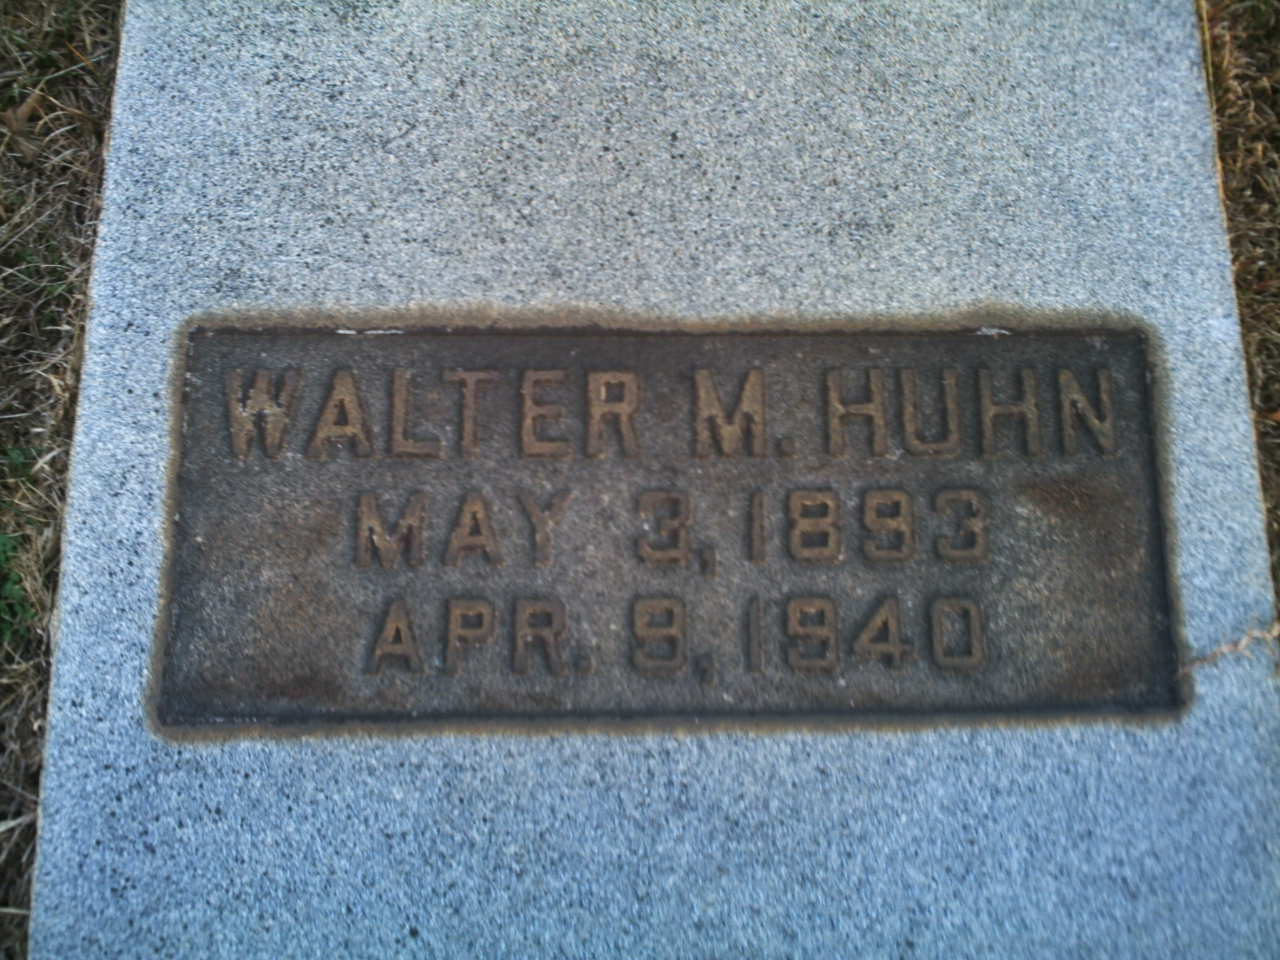 WALTER M. HUHN
MAY 3, 1893
APR. 9, 1940